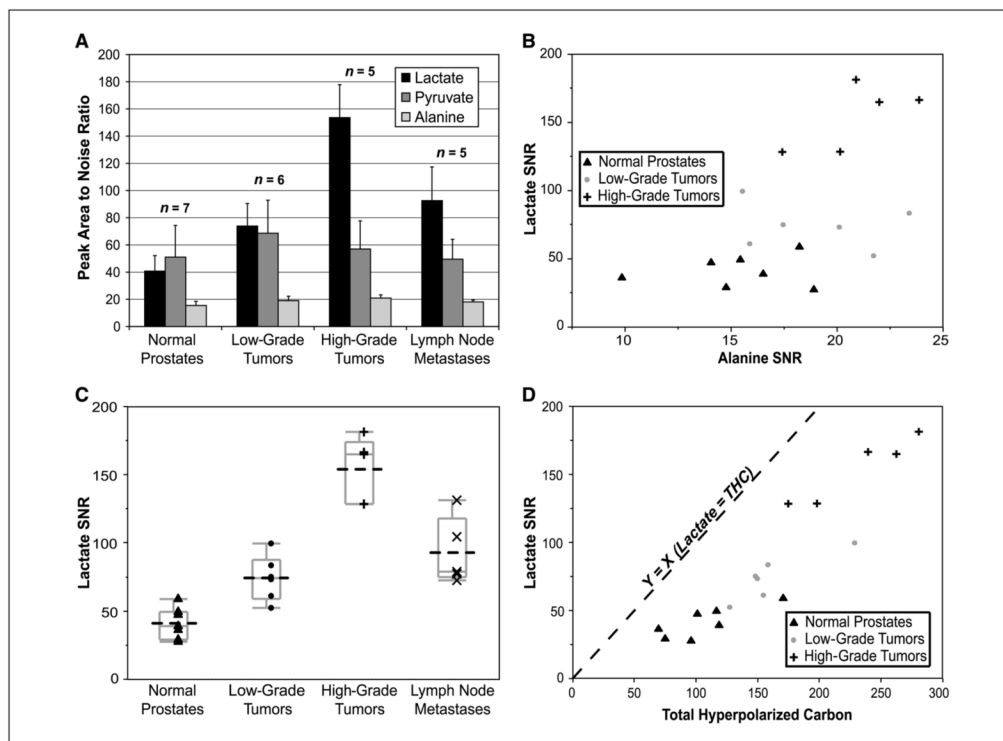 A
Peak Area to Noise Ratio
200
180
160
140
120
100
80
60
40
20
0
n = 7
n = 6
n = 5
n = 5
Lactate
Pyruvate
Alanine
Normal
Prostates
Low-Grade
Tumors
High-Grade
Tumors
Lymph Node
Metastases
B
Lactate SNR
200
150
100
50
0
Normal Prostates
Low-Grade Tumors
High-Grade Tumors
10
15
20
25
Alanine SNR
C
Lactate SNR
200
150
100
50
0
Normal
Prostates
Low-Grade
Tumors
High-Grade
Tumors
Lymph Node
Metastases
D
Lactate SNR
200
150
100
50
0
Y = X (Lactate = THC)
Normal Prostates
Low-Grade Tumors
High-Grade Tumors
0
50
100
150
200
250
300
Total Hyperpolarized Carbon